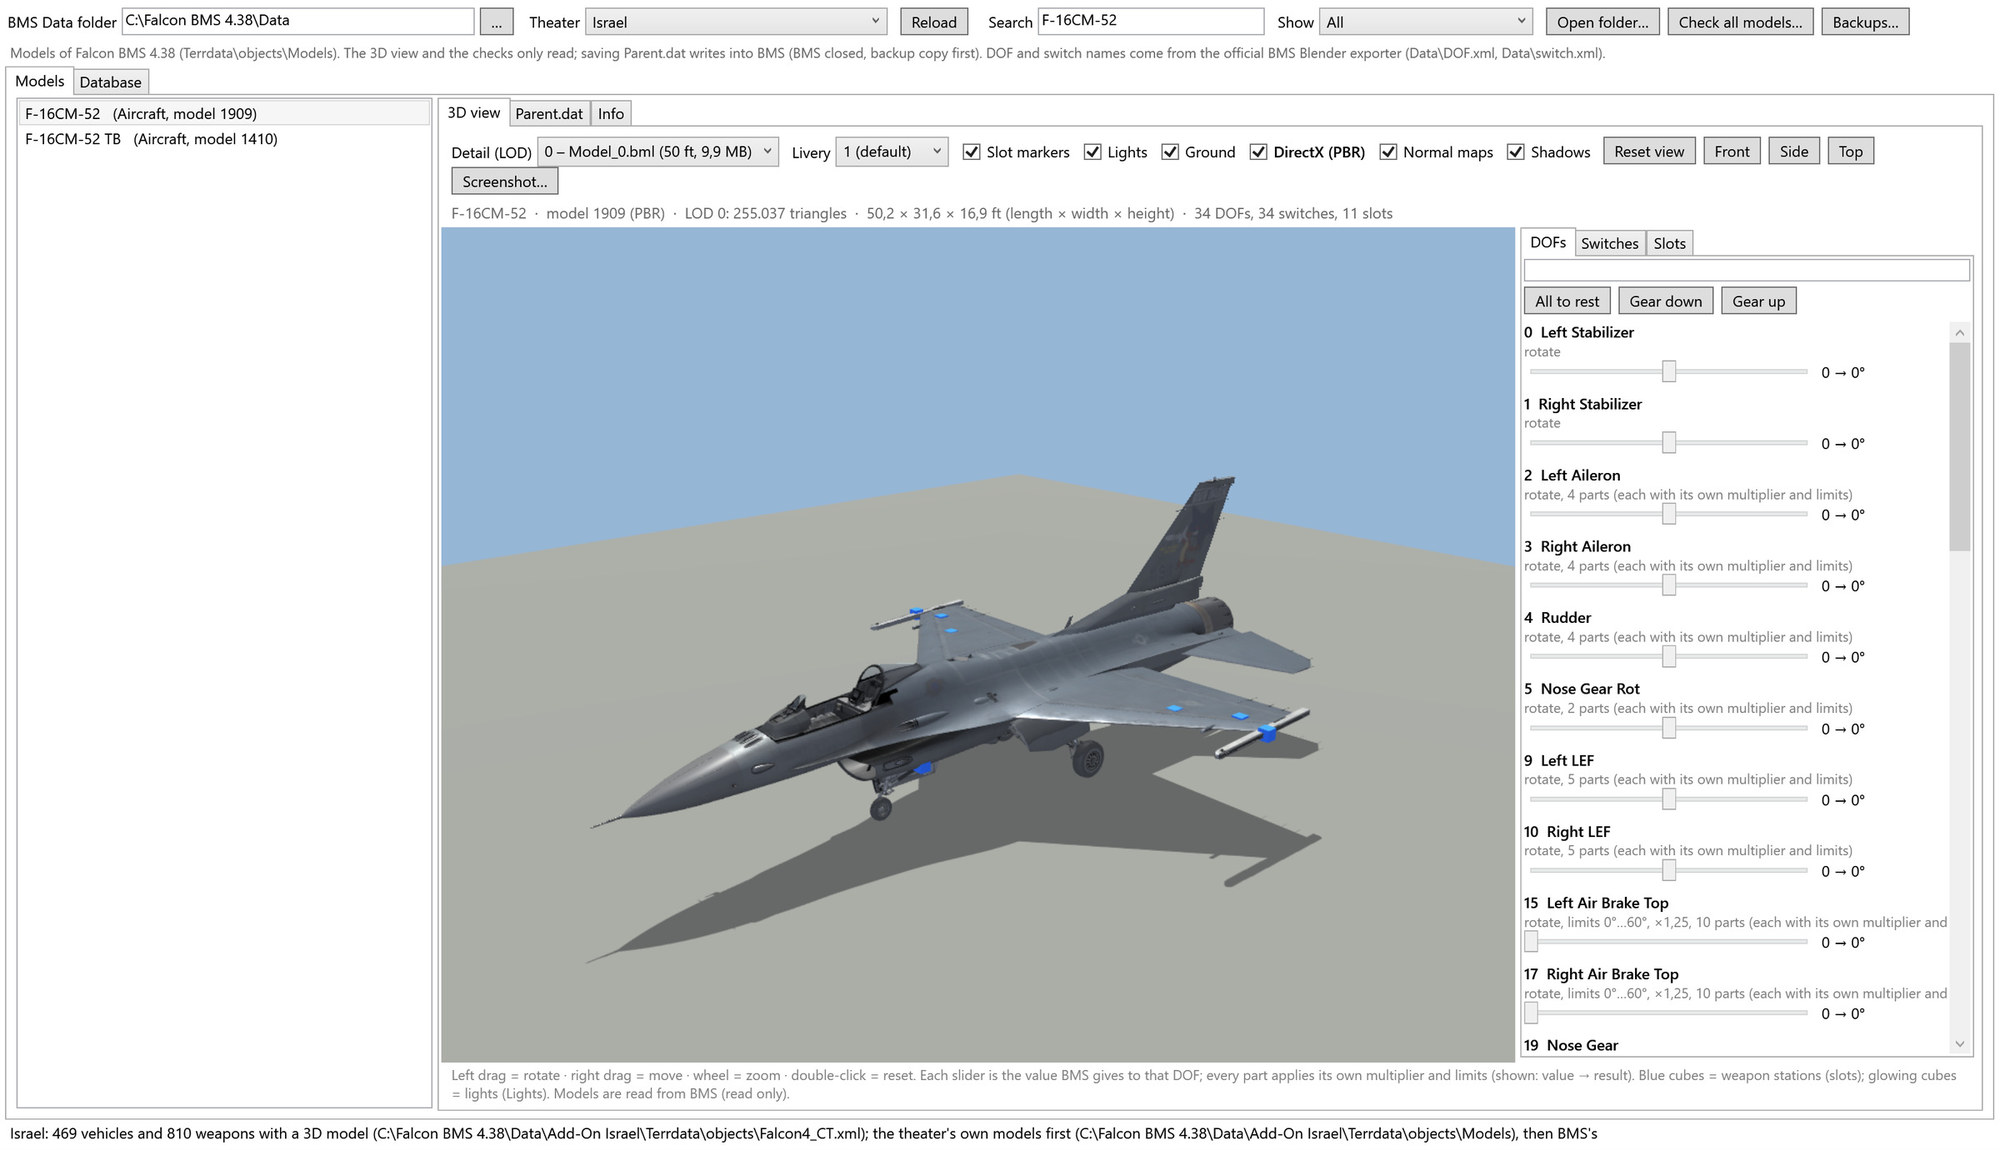 BMS Data folder C:\Falcon BMS 4.38\Data ... Theater Israel Reload Search F-16CM-52 Show All Open folder... Check all models... Backups...
Models of Falcon BMS 4.38 (Terrdata\objects\Models). The 3D view and the checks only read; saving Parent.dat writes into BMS (BMS closed, backup copy first). DOF and switch names come from the official BMS Blender exporter (Data\DOF.xml, Data\switch.xml).
Models Database
F-16CM-52 (Aircraft, model 1909)
F-16CM-52 TB (Aircraft, model 1410)
3D view Parent.dat Info
Detail (LOD) 0 – Model_0.bml (50 ft, 9,9 MB) Livery 1 (default) Slot markers Lights Ground DirectX (PBR) Normal maps Shadows Reset view Front Side Top
Screenshot...
F-16CM-52 · model 1909 (PBR) · LOD 0: 255.037 triangles · 50,2 × 31,6 × 16,9 ft (length × width × height) · 34 DOFs, 34 switches, 11 slots
DOFs Switches Slots
All to rest Gear down Gear up
0 Left Stabilizer
rotate
0 → 0°
1 Right Stabilizer
rotate
0 → 0°
2 Left Aileron
rotate, 4 parts (each with its own multiplier and limits)
0 → 0°
3 Right Aileron
rotate, 4 parts (each with its own multiplier and limits)
0 → 0°
4 Rudder
rotate, 4 parts (each with its own multiplier and limits)
0 → 0°
5 Nose Gear Rot
rotate, 2 parts (each with its own multiplier and limits)
0 → 0°
9 Left LEF
rotate, 5 parts (each with its own multiplier and limits)
0 → 0°
10 Right LEF
rotate, 5 parts (each with its own multiplier and limits)
0 → 0°
15 Left Air Brake Top
rotate, limits 0°...60°, ×1,25, 10 parts (each with its own multiplier and
0 → 0°
17 Right Air Brake Top
rotate, limits 0°...60°, ×1,25, 10 parts (each with its own multiplier and
0 → 0°
19 Nose Gear
Left drag = rotate · right drag = move · wheel = zoom · double-click = reset. Each slider is the value BMS gives to that DOF; every part applies its own multiplier and limits (shown: value → result). Blue cubes = weapon stations (slots); glowing cubes
= lights (Lights). Models are read from BMS (read only).
Israel: 469 vehicles and 810 weapons with a 3D model (C:\Falcon BMS 4.38\Data\Add-On Israel\Terrdata\objects\Falcon4_CT.xml); the theater's own models first (C:\Falcon BMS 4.38\Data\Add-On Israel\Terrdata\objects\Models), then BMS's